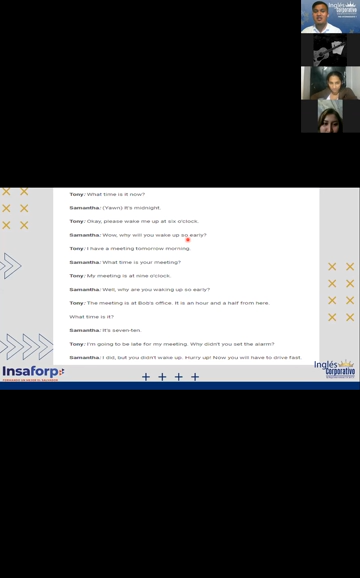 Inglés
Corporativo
Tony: What time is it now?
Samantha: (Yawn) It's midnight.
Tony: Okay, please wake me up at six o'clock.
Samantha: Wow, why will you wake up so early?
Tony: I have a meeting tomorrow morning.
Samantha: What time is your meeting?
Tony: My meeting is at nine o'clock.
Samantha: Well, why are you waking up so early?
Tony: The meeting is at Bob's office. It is an hour and a half from here.
What time is it?
Samantha: It's seven-ten.
Tony: I'm going to be late for my meeting. Why didn't you set the alarm?
Samantha: I did, but you didn't wake up. Hurry up! Now you will have to drive fast.
Insaforp
Inglés
Corporativo